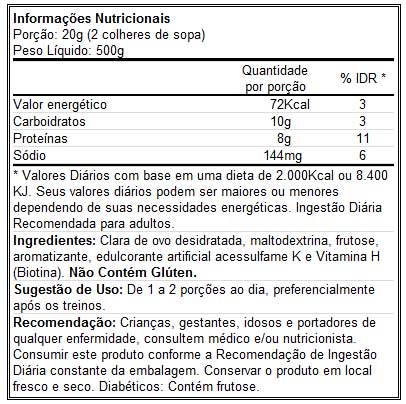 Informações Nutricionais
Porção: 20g (2 colheres de sopa)
Peso Líquido: 500g
Quantidade por porção % IDR *
Valor energético 72Kcal 3
Carboidratos 10g 3
Proteínas 8g 11
Sódio 144mg 6
* Valores Diários com base em uma dieta de 2.000Kcal ou 8.400
KJ. Seus valores diários podem ser maiores ou menores
dependendo de suas necessidades energéticas. Ingestão Diária
Recomendada para adultos.
Ingredientes: Clara de ovo desidratada, maltodextrina, frutose,
aromatizante, edulcorante artificial acessulfame K e Vitamina H
(Biotina). Não Contém Glúten.
Sugestão de Uso: De 1 a 2 porções ao dia, preferencialmente
após os treinos.
Recomendação: Crianças, gestantes, idosos e portadores de
qualquer enfermidade, consultem médico e/ou nutricionista.
Consumir este produto conforme a Recomendação de Ingestão
Diária constante da embalagem. Conservar o produto em local
fresco e seco. Diabéticos: Contém frutose.